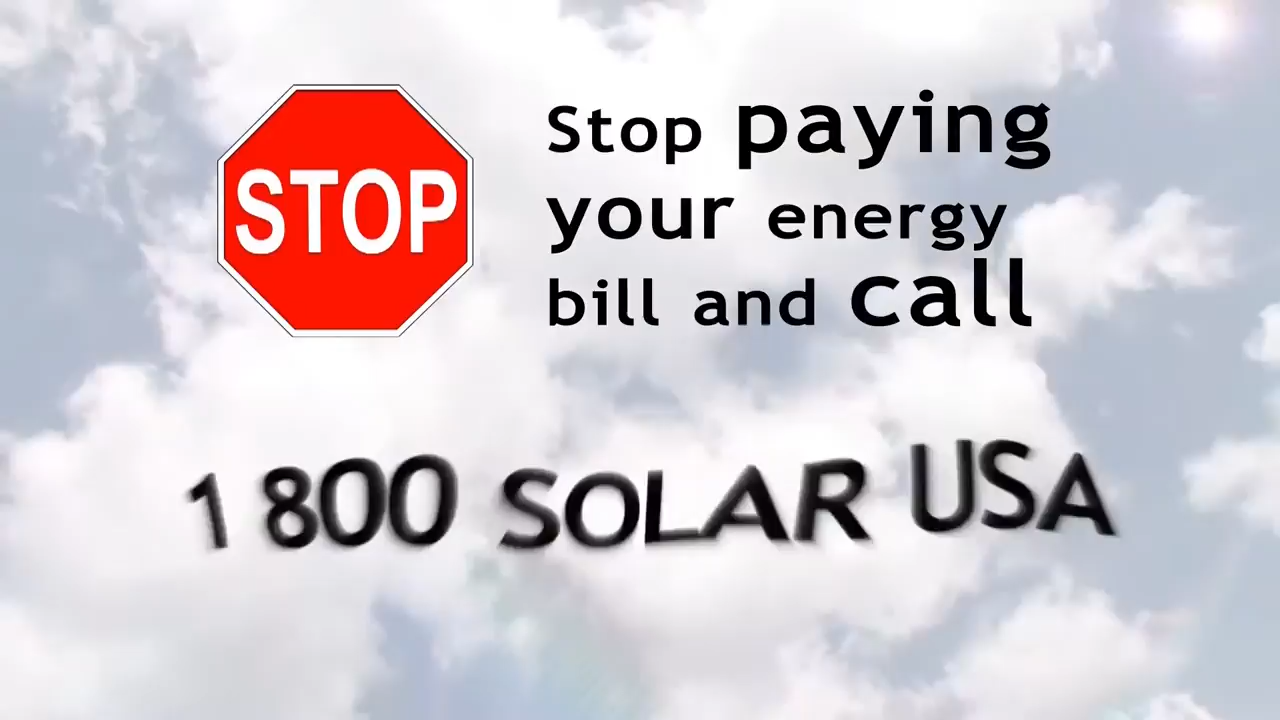 STOP
Stop paying
your energy
bill and call
1 800 SOLAR USA